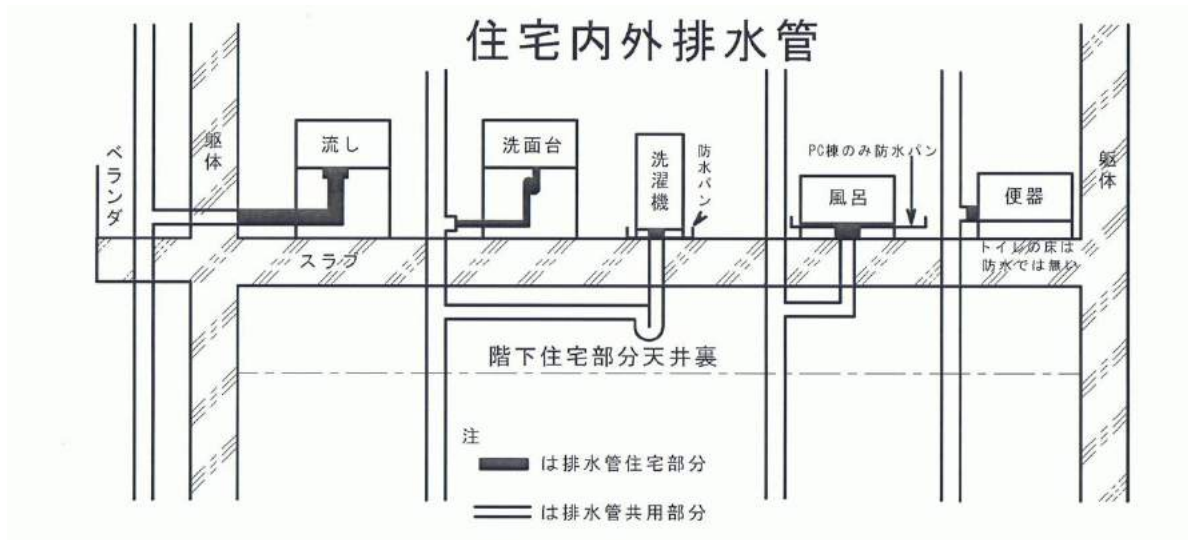 住宅内外排水管
ベランダ
躯体
流し
洗面台
洗濯機
防水パン
PC棟のみ防水パン
風呂
便器
躯体
スラブ
トイレの床は
防水では無い
階下住宅部分天井裏
注
は排水管住宅部分
は排水管共用部分